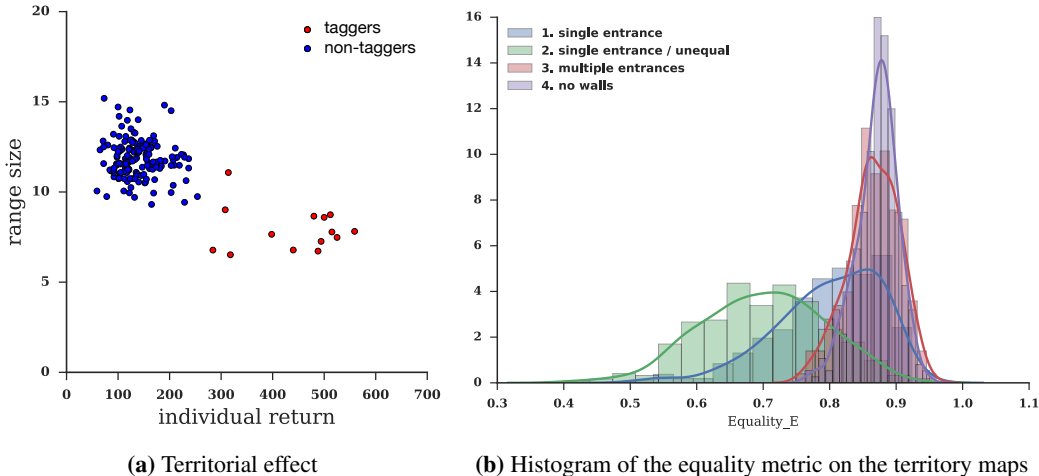 taggers
non-taggers
range size
20
15
10
5
0
0 100 200 300 400 500 600 700
individual return
(a) Territorial effect
1. single entrance
2. single entrance / unequal
3. multiple entrances
4. no walls
16
14
12
10
8
6
4
2
0
0.3 0.4 0.5 0.6 0.7 0.8 0.9 1.0 1.1
Equality_E
(b) Histogram of the equality metric on the territory maps